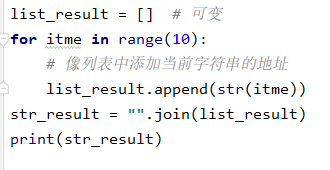 list_result = []  # 可变
for itme in range(10):
    # 像列表中添加当前字符串的地址
    list_result.append(str(itme))
str_result = "".join(list_result)
print(str_result)